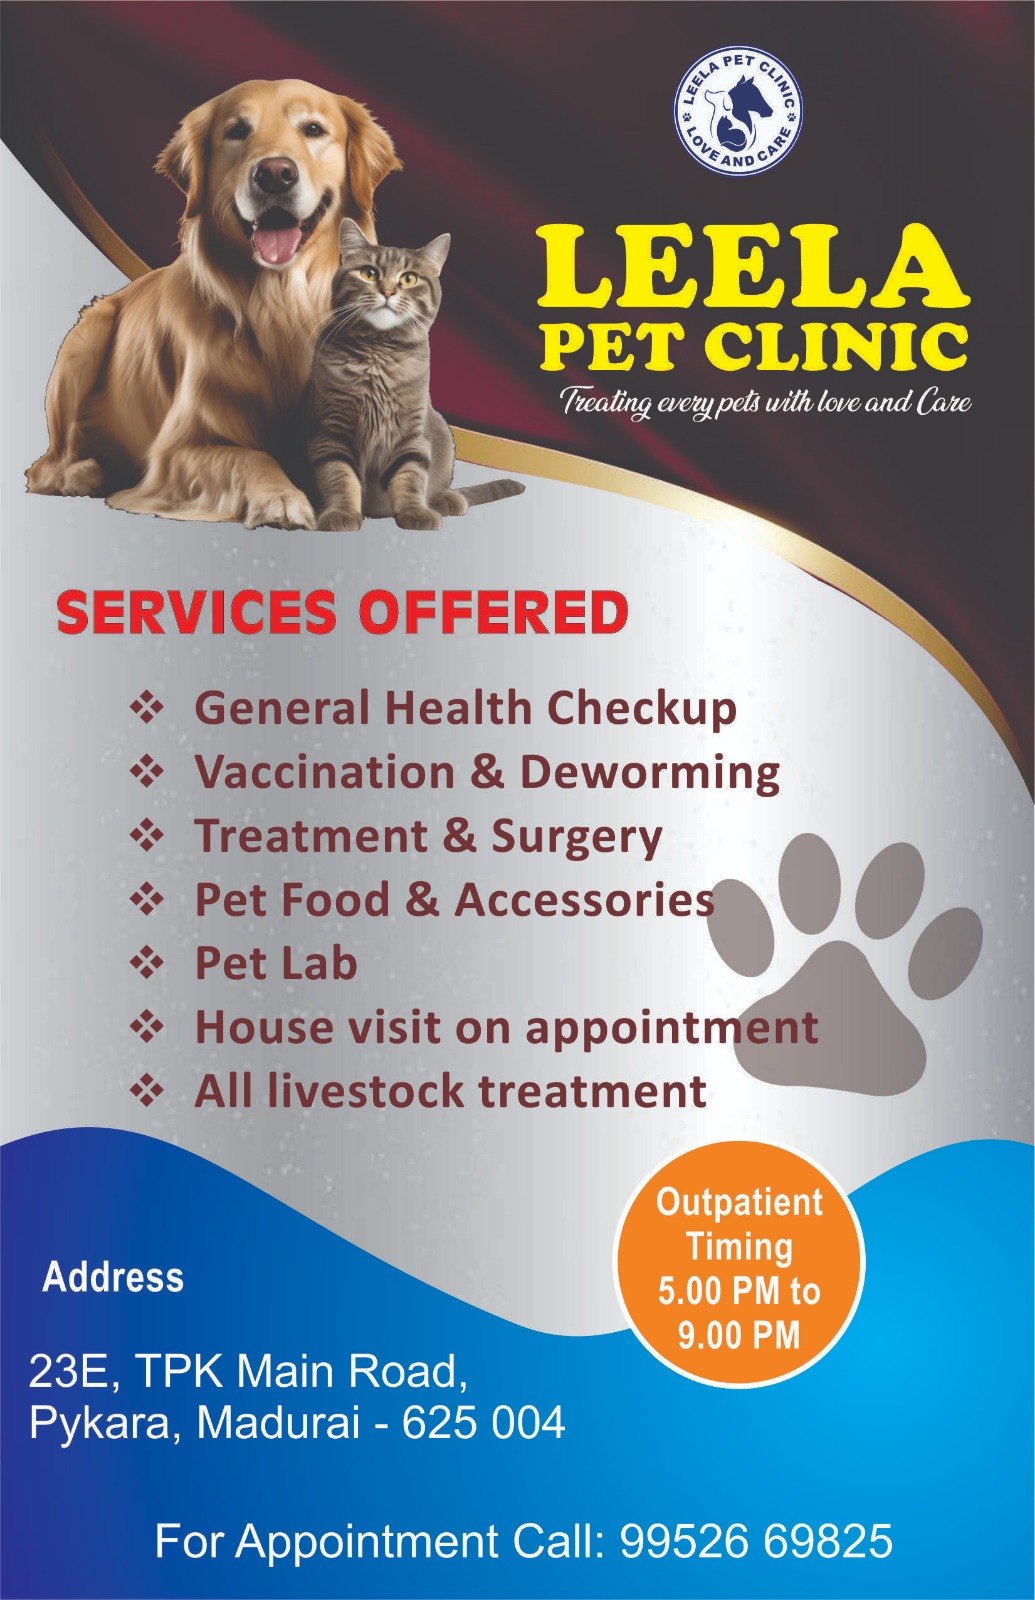 LEELA PET CLINIC
LOVE AND CARE
LEELA
PET CLINIC
Treating every pets with love and Care
SERVICES OFFERED
❖ General Health Checkup
❖ Vaccination & Deworming
❖ Treatment & Surgery
❖ Pet Food & Accessories
❖ Pet Lab
❖ House visit on appointment
❖ All livestock treatment
Outpatient
Timing
5.00 PM to
9.00 PM
Address
23E, TPK Main Road,
Pykara, Madurai - 625 004
For Appointment Call: 99526 69825